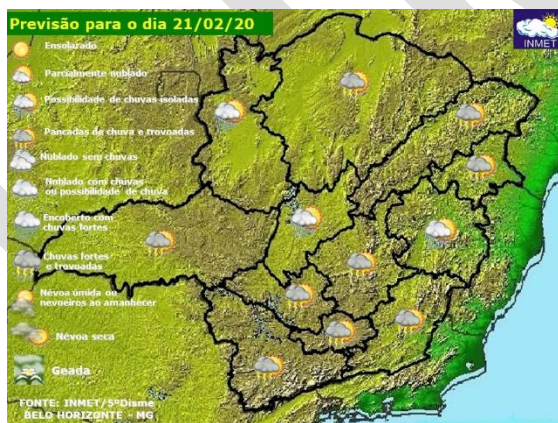 Previsão para o dia 21/02/20
INMET
Ensolarado
Parcialmente nublado
Possibilidade de chuvas isoladas
Pancadas de chuva e trovoadas
Nublado sem chuvas
Nublado com chuvas
ou possibilidade de chuva
Encoberto com
chuvas fortes
Chuvas fortes
e trovoadas
Névoa úmida ou
nevoeiros ao amanhecer
Névoa seca
Geada
FONTE: INMET/5ºDisme
BELO HORIZONTE - MG